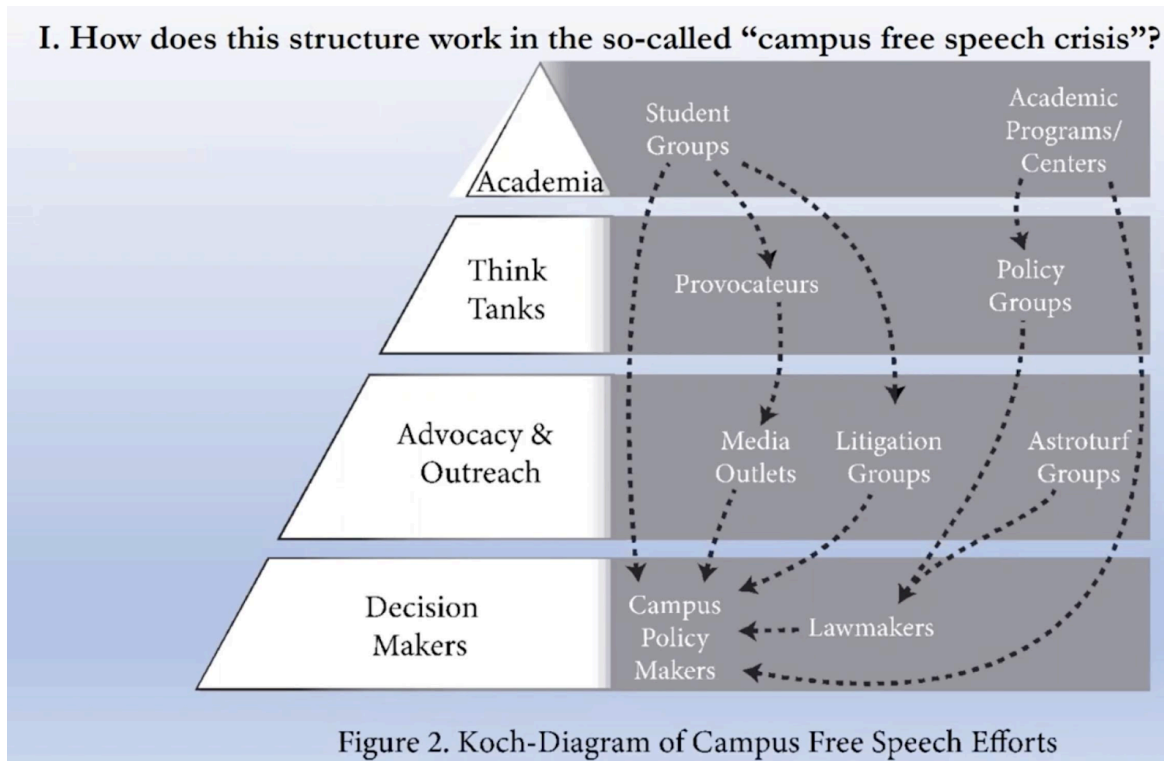 I. How does this structure work in the so-called “campus free speech crisis”?
Academia
Student
Groups
Academic
Programs/
Centers
Think
Tanks
Provocateurs
Policy
Groups
Advocacy &
Outreach
Media
Outlets
Litigation
Groups
Astroturf
Groups
Decision
Makers
Campus
Policy
Makers
Lawmakers
Figure 2. Koch-Diagram of Campus Free Speech Efforts